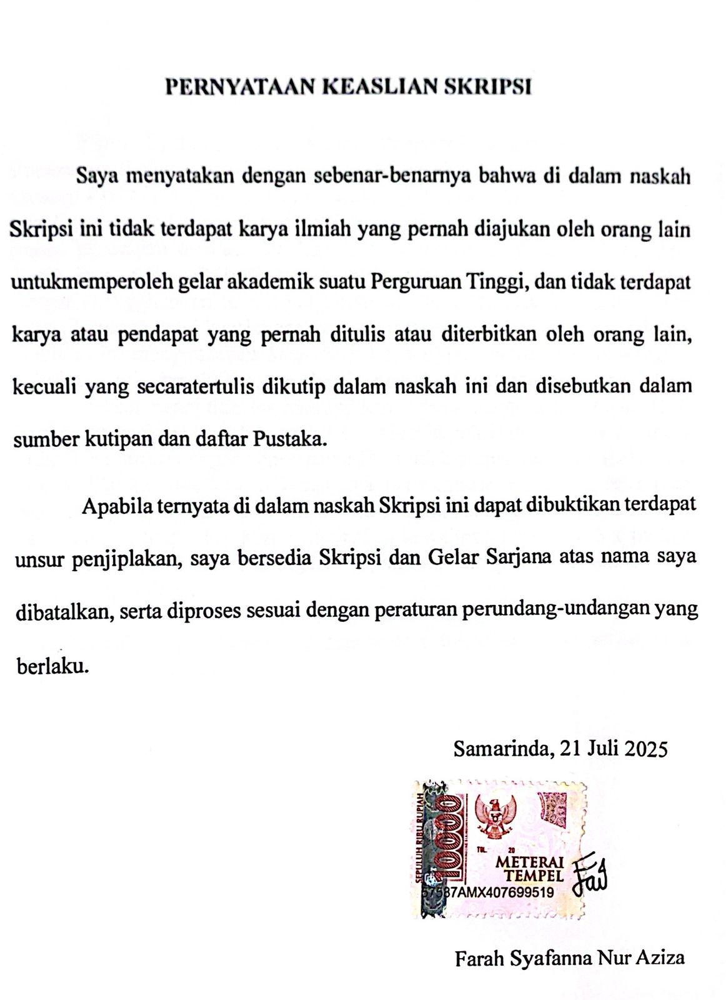 PERNYATAAN KEASLIAN SKRIPSI
Saya menyatakan dengan sebenar-benarnya bahwa di dalam naskah
Skripsi ini tidak terdapat karya ilmiah yang pernah diajukan oleh orang lain
untukmemperoleh gelar akademik suatu Perguruan Tinggi, dan tidak terdapat
karya atau pendapat yang pernah ditulis atau diterbitkan oleh orang lain,
kecuali yang secaratertulis dikutip dalam naskah ini dan disebutkan dalam
sumber kutipan dan daftar Pustaka.
Apabila ternyata di dalam naskah Skripsi ini dapat dibuktikan terdapat
unsur penjiplakan, saya bersedia Skripsi dan Gelar Sarjana atas nama saya
dibatalkan, serta diproses sesuai dengan peraturan perundang-undangan yang
berlaku.
Samarinda, 21 Juli 2025
SEPULUH RIBU RUPIAH
10000
TGL. 20
METERAI
TEMPEL
57587AMX407699519
Farah Syafanna Nur Aziza